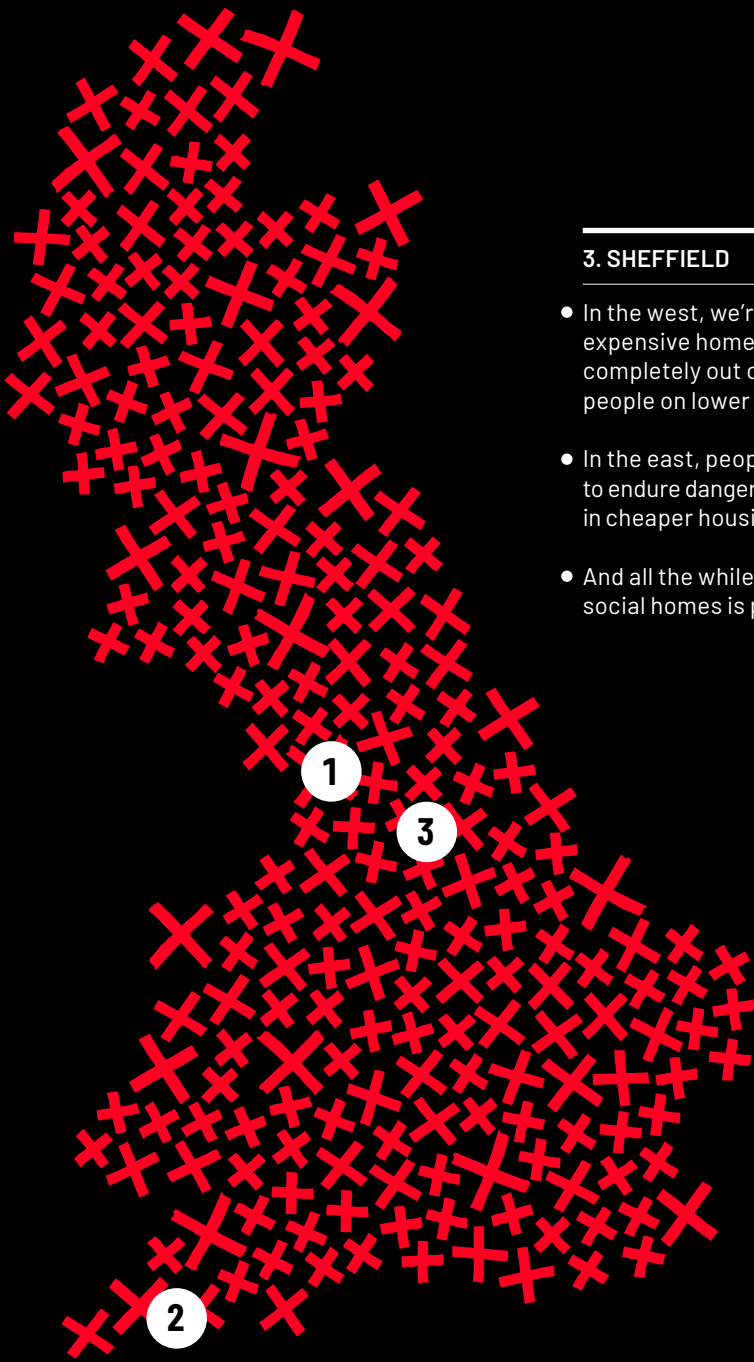 3. SHEFFIELD
In the west, we’r
expensive home
completely out o
people on lower
In the east, peop
to endure danger
in cheaper housi
And all the while
social homes is p
1
3
2